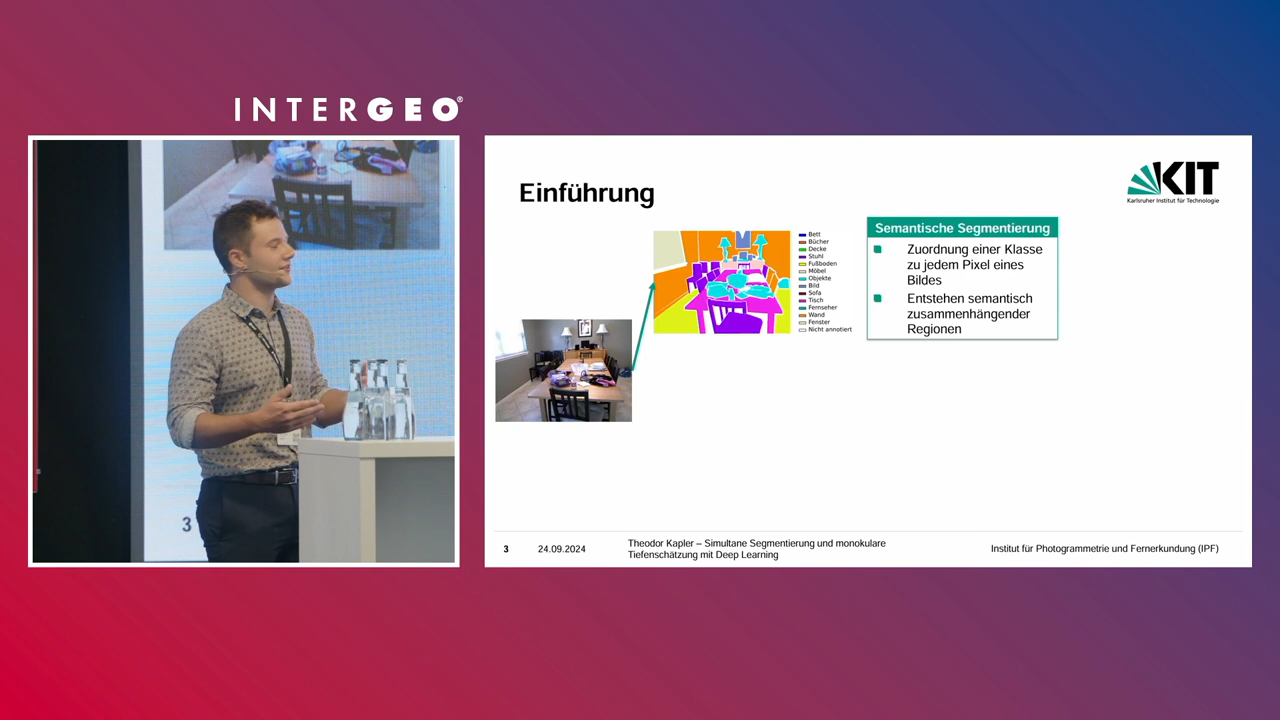 INTERGEO®
Einführung
KIT
Karlsruher Institut für Technologie
Bett
Bücher
Decke
Stuhl
Fußboden
Möbel
Objekte
Bild
Sofa
Tisch
Fernseher
Wand
Fenster
Nicht annotiert
Semantische Segmentierung
Zuordnung einer Klasse
zu jedem Pixel eines
Bildes
Entstehen semantisch
zusammenhängender
Regionen
3
3
24.09.2024
Theodor Kapler – Simultane Segmentierung und monokulare
Tiefenschätzung mit Deep Learning
Institut für Photogrammetrie und Fernerkundung (IPF)